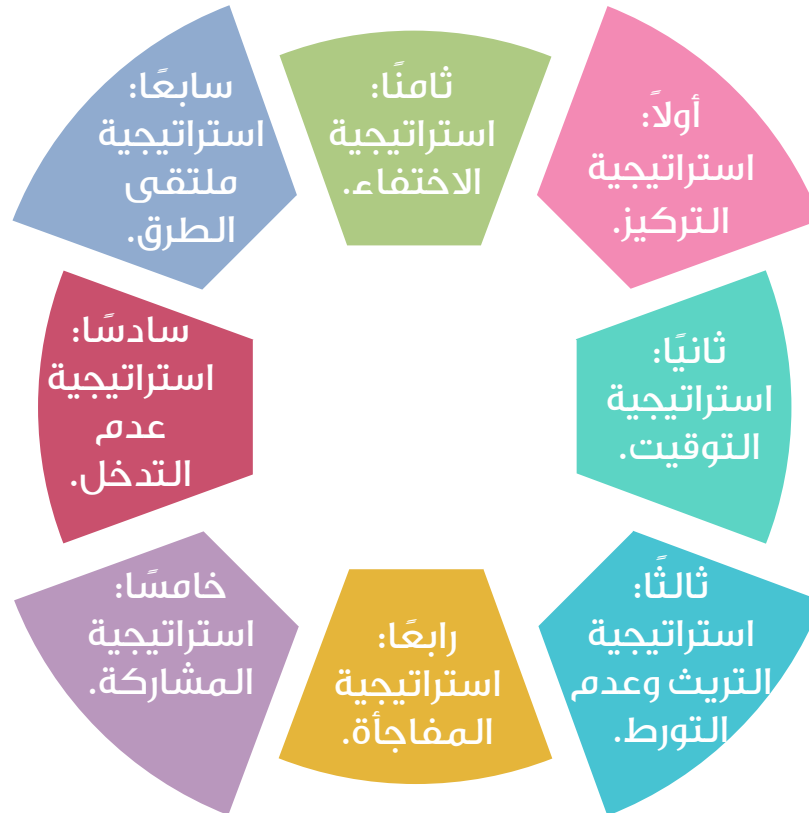 أولاً:
استراتيجية
التركيز.
ثانيًا:
استراتيجية
التوقيت.
ثالثًا:
استراتيجية
التريث وعدم
التورط.
رابعًا:
استراتيجية
المفاجأة.
خامسًا:
استراتيجية
المشاركة.
سادسًا:
استراتيجية
عدم
التدخل.
سابعًا:
استراتيجية
ملتقى
الطرق.
ثامنًا:
استراتيجية
الاختفاء.